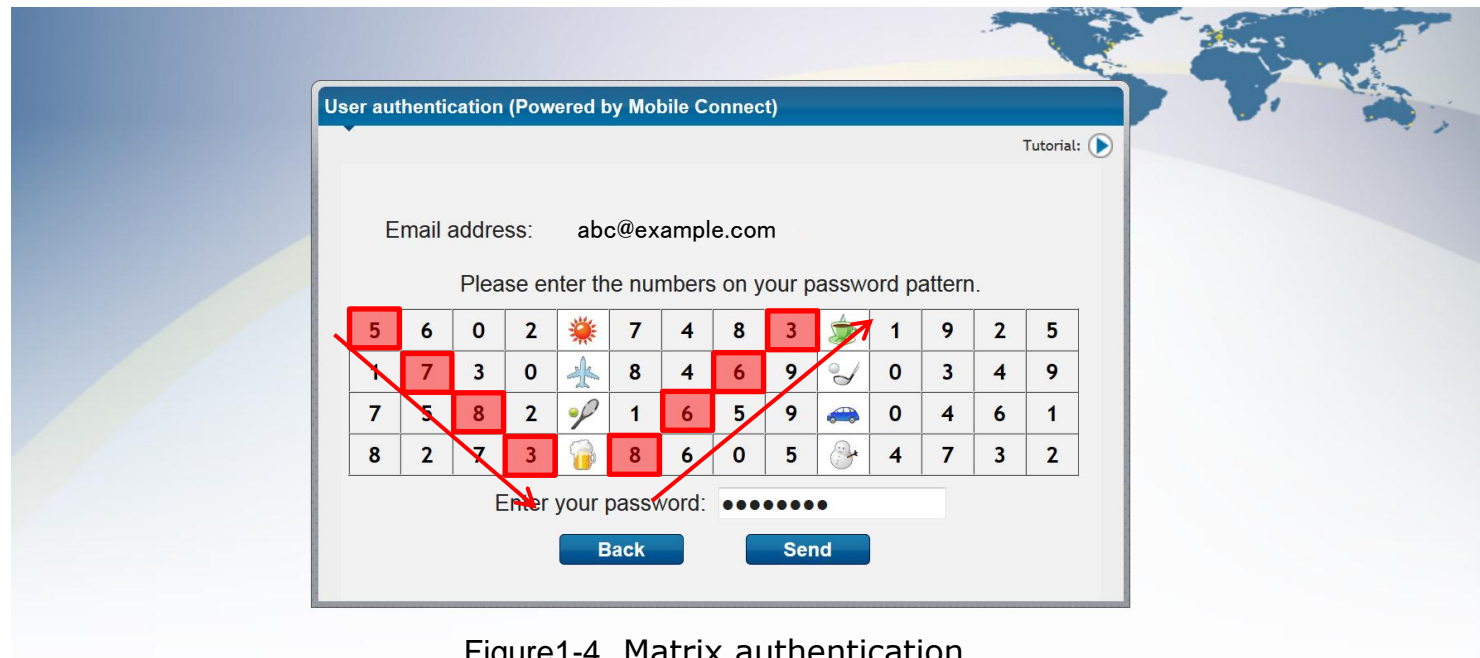 User authentication (Powered by Mobile Connect)
Tutorial:
Email address: abc@example.com
Please enter the numbers on your password pattern.
5 6 0 2 7 4 8 3 1 9 2 5
1 7 3 0 8 4 6 9 0 3 4 9
7 5 8 2 1 6 5 9 0 4 6 1
8 2 7 3 8 6 0 5 4 7 3 2
Enter your password: ●●●●●●●●
Back Send
Figure1-4 Matrix authentication